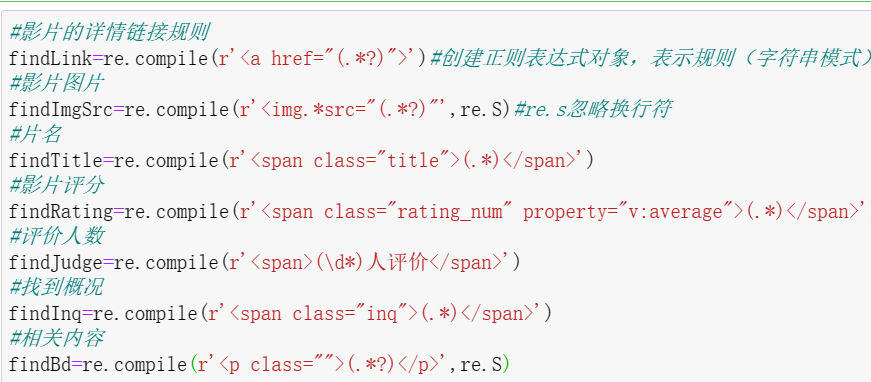 #影片的详情链接规则
findLink=re.compile(r'<a href="(.*?)">')#创建正则表达式对象，表示规则（字符串模式）
#影片图片
findImgSrc=re.compile(r'<img.*src="(.*?)"',re.S)#re.s忽略换行符
#片名
findTitle=re.compile(r'<span class="title">(.*)</span>')
#影片评分
findRating=re.compile(r'<span class="rating_num" property="v:average">(.*)</span>')
#评价人数
findJudge=re.compile(r'<span>(\d*)人评价</span>')
#找到概况
findInq=re.compile(r'<span class="inq">(.*)</span>')
#相关内容
findBd=re.compile(r'<p class="">(.*?)</p>',re.S)